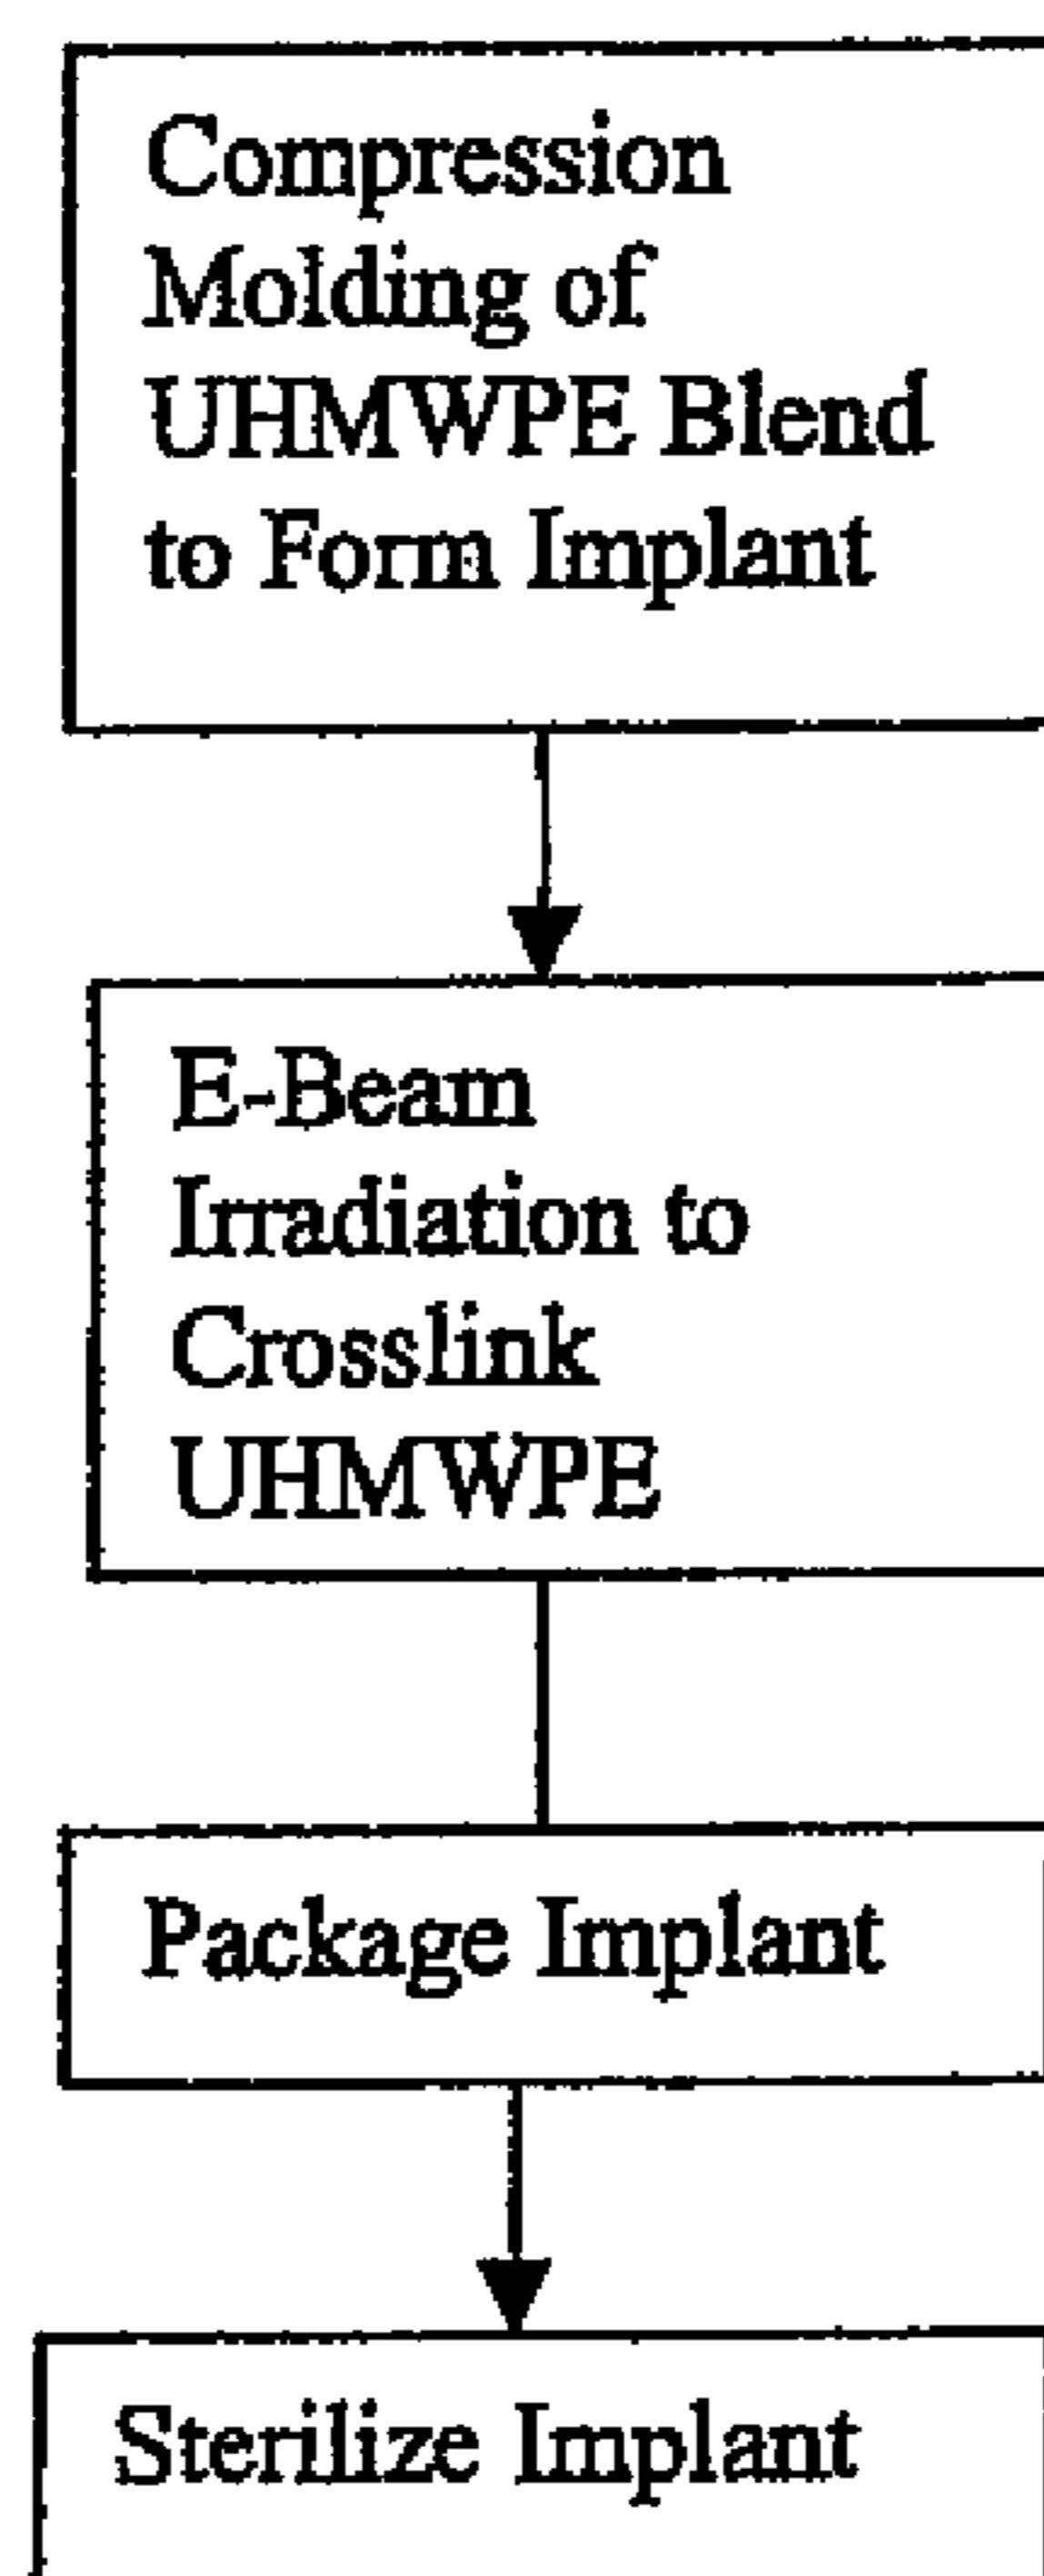 Compression
Molding of
UHMWPE Blend
to Form Implant
E-Beam
Irradiation to
Crosslink
UHMWPE
Package Implant
Sterilize Implant